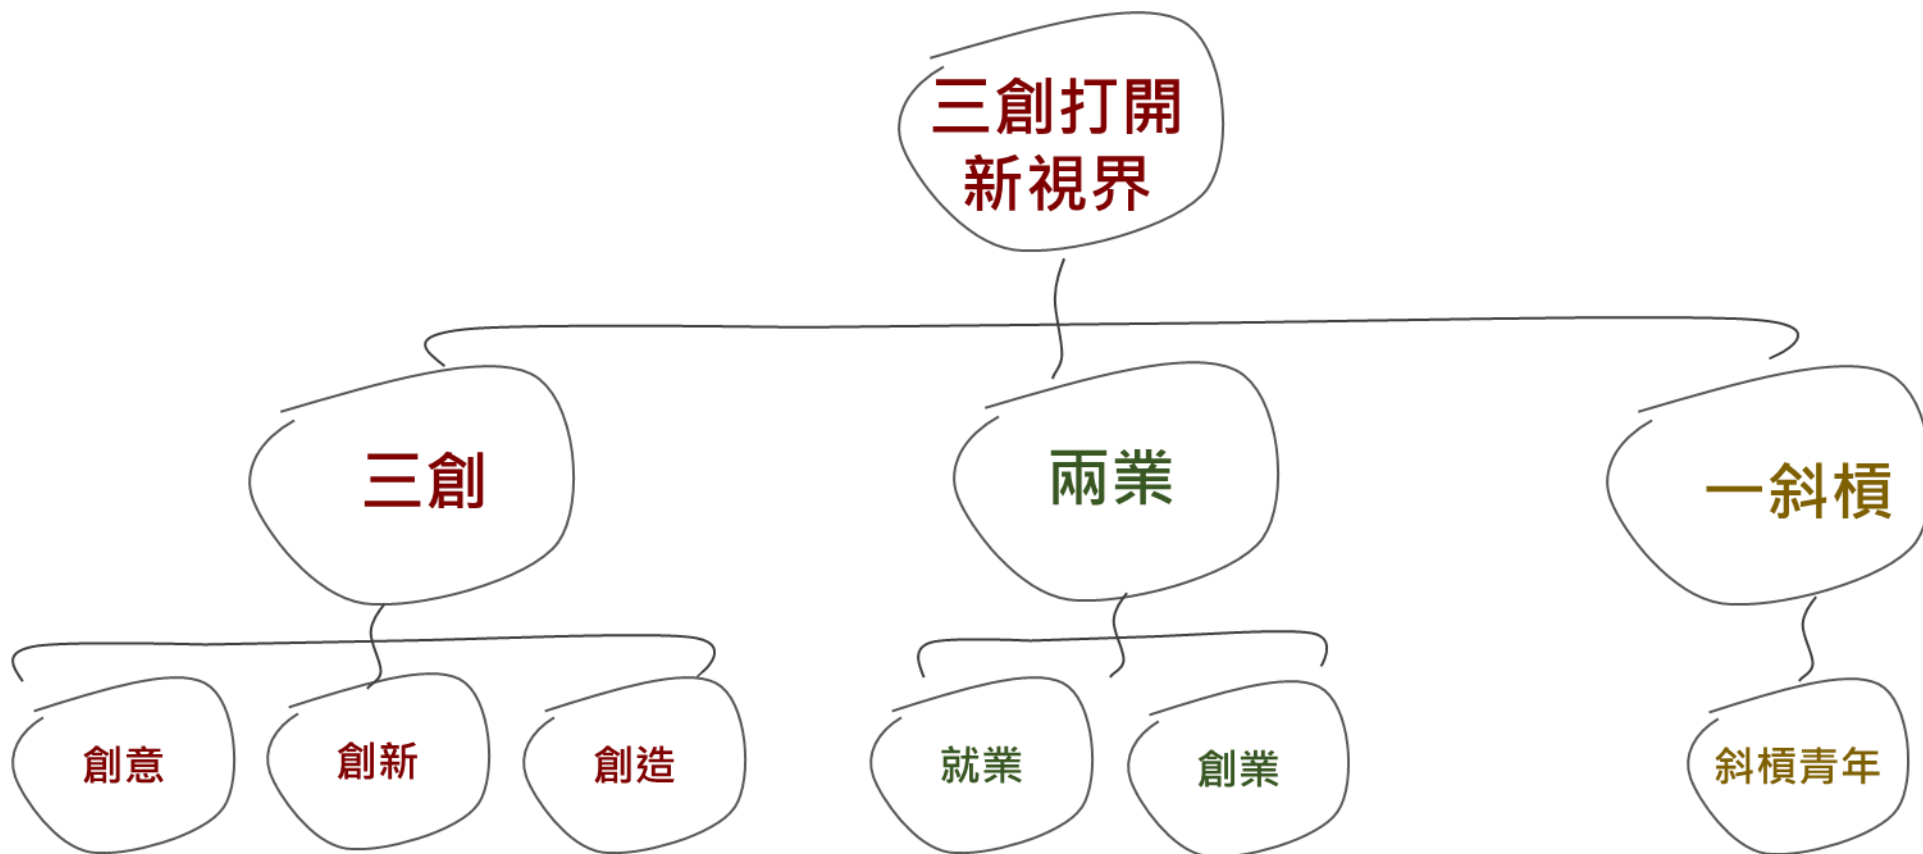 三創打開
新視界
三創
兩業
一斜槓
創意
創新
創造
就業
創業
斜槓青年